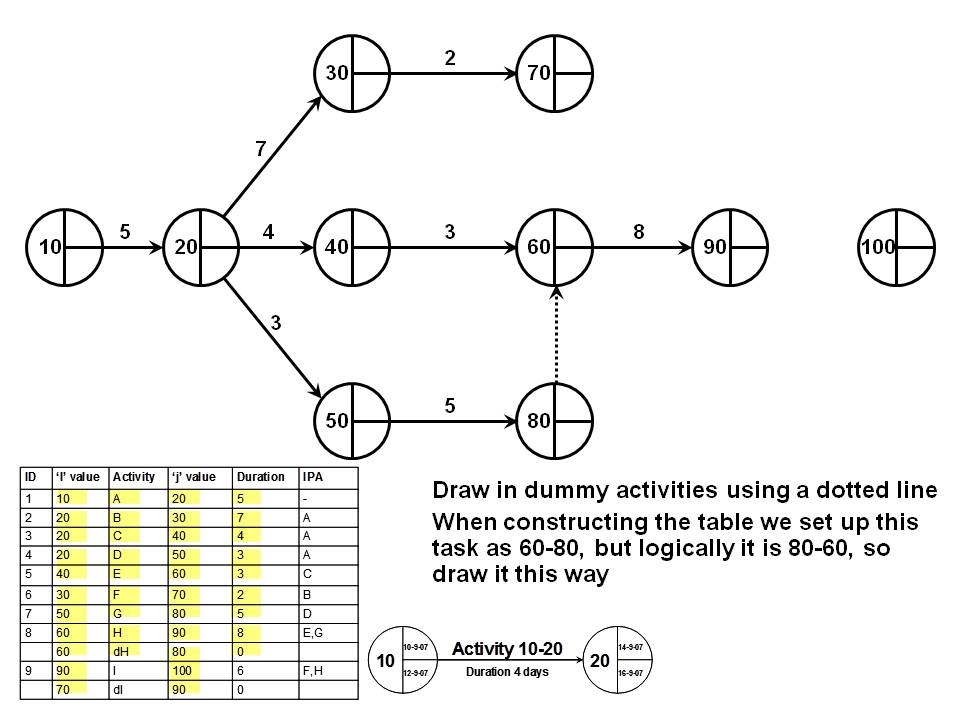 30
2
70
7
10
5
20
4
40
3
60
8
90
100
3
50
5
80
ID 'I' value Activity 'j' value Duration IPA
1 10 A 20 5 -
2 20 B 30 7 A
3 20 C 40 4 A
4 20 D 50 3 A
5 40 E 60 3 C
6 30 F 70 2 B
7 50 G 80 5 D
8 60 H 90 8 E,G
60 dH 80 0
9 90 I 100 6 F,H
70 dI 90 0
Draw in dummy activities using a dotted line
When constructing the table we set up this
task as 60-80, but logically it is 80-60, so
draw it this way
10
10-9-07
12-9-07
Activity 10-20
Duration 4 days
20
14-9-07
16-9-07